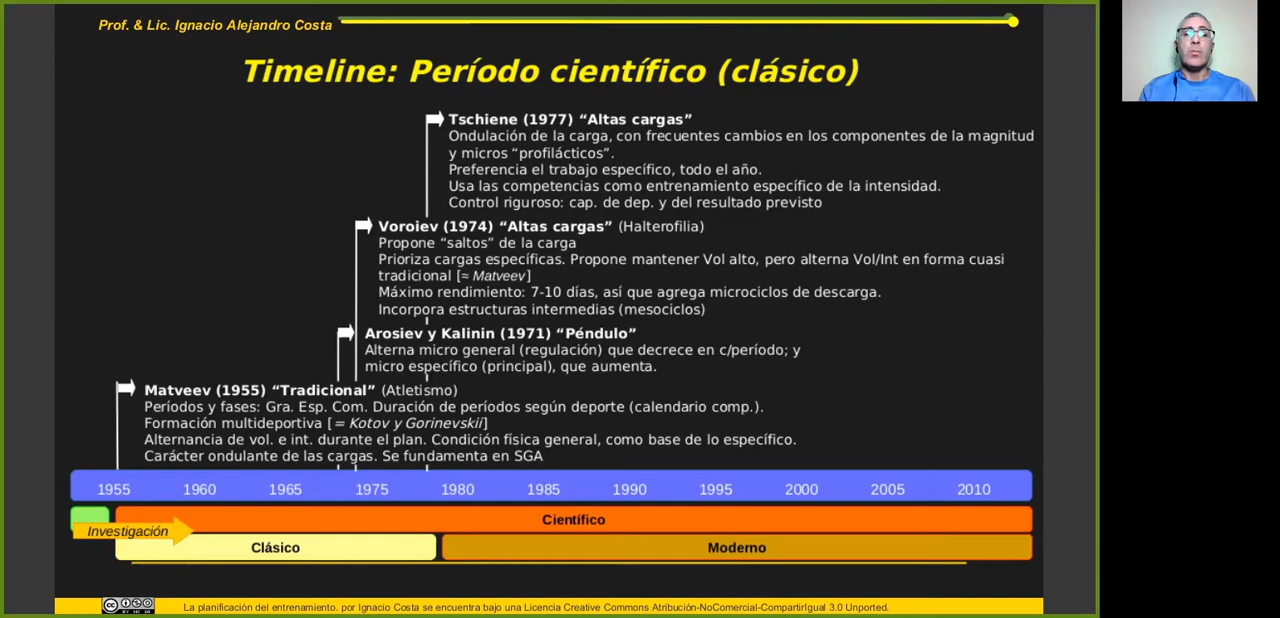 Prof. & Lic. Ignacio Alejandro Costa
Timeline: Período científico (clásico)
Tschiene (1977) “Altas cargas”
Ondulación de la carga, con frecuentes cambios en los componentes de la magnitud
y micros “profilácticos”.
Preferencia el trabajo específico, todo el año.
Usa las competencias como entrenamiento específico de la intensidad.
Control riguroso: cap. de dep. y del resultado previsto
Voroiev (1974) “Altas cargas” (Halterofilia)
Propone “saltos” de la carga
Prioriza cargas específicas. Propone mantener Vol alto, pero alterna Vol/Int en forma cuasi
tradicional [≈ Matveev]
Máximo rendimiento: 7-10 días, así que agrega microciclos de descarga.
Incorpora estructuras intermedias (mesociclos)
Arosiev y Kalinin (1971) “Péndulo”
Alterna micro general (regulación) que decrece en c/período; y
micro específico (principal), que aumenta.
Matveev (1955) “Tradicional” (Atletismo)
Períodos y fases: Gra. Esp. Com. Duración de períodos según deporte (calendario comp.).
Formación multideportiva [= Kotov y Gorinevskii]
Alternancia de vol. e int. durante el plan. Condición física general, como base de lo específico.
Carácter ondulante de las cargas. Se fundamenta en SGA
1955 1960 1965 1975 1980 1985 1990 1995 2000 2005 2010
Científico
Investigación
Clásico Moderno
La planificación del entrenamiento. por Ignacio Costa se encuentra bajo una Licencia Creative Commons Atribución-NoComercial-CompartirIgual 3.0 Unported.